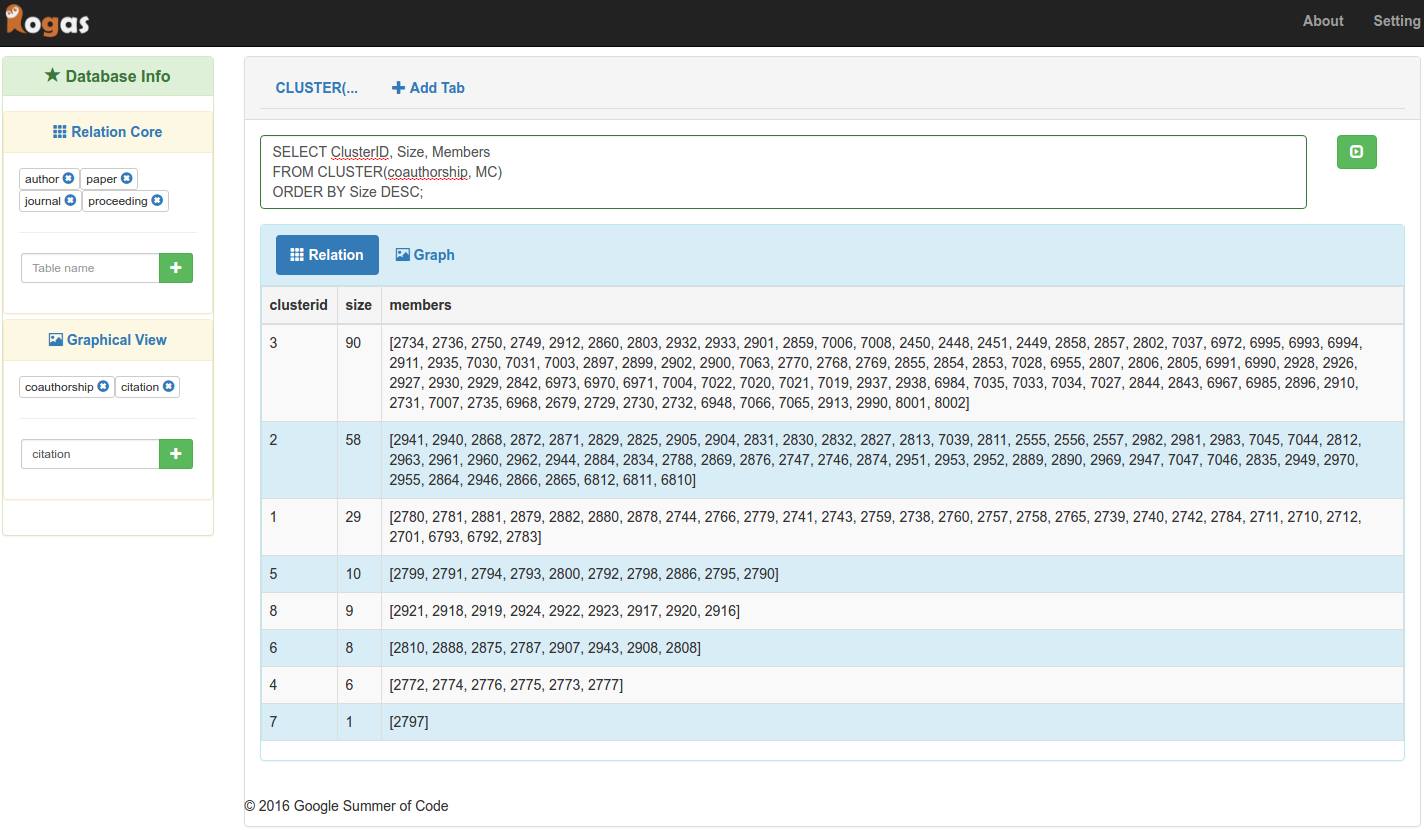 Rogas
About
Setting
Database Info
Relation Core
author paper
journal proceeding
Table name
Graphical View
coauthorship citation
citation
CLUSTER(...
Add Tab
SELECT ClusterID, Size, Members
FROM CLUSTER(coauthorship, MC)
ORDER BY Size DESC;
Relation Graph
clusterid size members
3 90 [2734, 2736, 2750, 2749, 2912, 2860, 2803, 2932, 2933, 2901, 2859, 7006, 7008, 2450, 2448, 2451, 2449, 2858, 2857, 2802, 7037, 6972, 6995, 6993, 6994,
2911, 2935, 7030, 7031, 7003, 2897, 2899, 2902, 2900, 7063, 2770, 2768, 2769, 2855, 2854, 2853, 7028, 6955, 2807, 2806, 2805, 6991, 6990, 2928, 2926,
2927, 2930, 2929, 2842, 6973, 6970, 6971, 7004, 7022, 7020, 7021, 7019, 2937, 2938, 6984, 7035, 7033, 7034, 7027, 2844, 2843, 6967, 6985, 2896, 2910,
2731, 7007, 2735, 6968, 2679, 2729, 2730, 2732, 6948, 7066, 7065, 2913, 2990, 8001, 8002]
2 58 [2941, 2940, 2868, 2872, 2871, 2829, 2825, 2905, 2904, 2831, 2830, 2832, 2827, 2813, 7039, 2811, 2555, 2556, 2557, 2982, 2981, 2983, 7045, 7044, 2812,
2963, 2961, 2960, 2962, 2944, 2884, 2834, 2788, 2869, 2876, 2747, 2746, 2874, 2951, 2953, 2952, 2889, 2890, 2969, 2947, 7047, 7046, 2835, 2949, 2970,
2955, 2864, 2946, 2866, 2865, 6812, 6811, 6810]
1 29 [2780, 2781, 2881, 2879, 2882, 2880, 2878, 2744, 2766, 2779, 2741, 2743, 2759, 2738, 2760, 2757, 2758, 2765, 2739, 2740, 2742, 2784, 2711, 2710, 2712,
2701, 6793, 6792, 2783]
5 10 [2799, 2791, 2794, 2793, 2800, 2792, 2798, 2886, 2795, 2790]
8 9 [2921, 2918, 2919, 2924, 2922, 2923, 2917, 2920, 2916]
6 8 [2810, 2888, 2875, 2787, 2907, 2943, 2908, 2808]
4 6 [2772, 2774, 2776, 2775, 2773, 2777]
7 1 [2797]
© 2016 Google Summer of Code